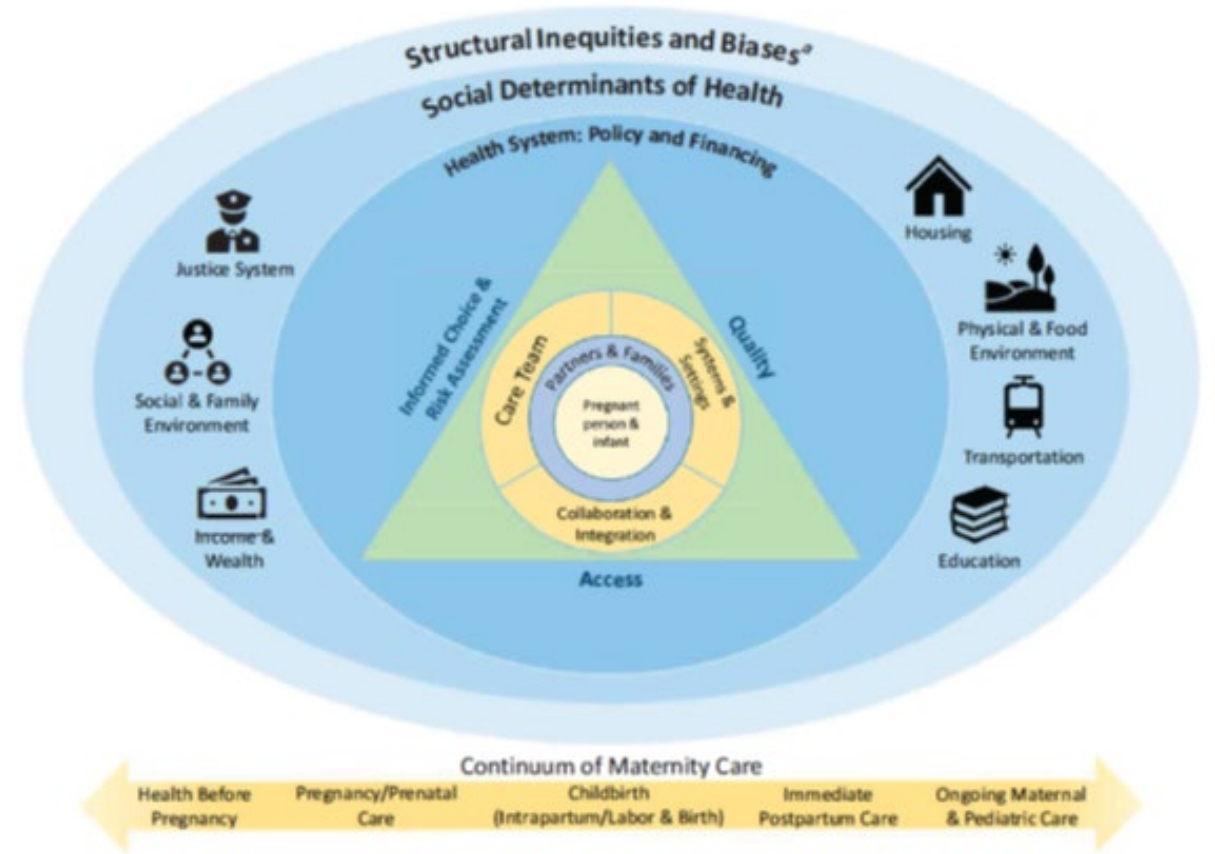 Structural Inequities and Biasesᵃ
Social Determinants of Health
Health System: Policy and Financing
Justice System
Social & Family
Environment
Income &
Wealth
Housing
Physical & Food
Environment
Transportation
Education
Informed Choice &
Risk Assessment
Quality
Access
Care Team
Systems &
Settings
Collaboration &
Integration
Partners & Families
Pregnant
person &
infant
Continuum of Maternity Care
Health Before
Pregnancy
Pregnancy/Prenatal
Care
Childbirth
(Intrapartum/Labor & Birth)
Immediate
Postpartum Care
Ongoing Maternal
& Pediatric Care